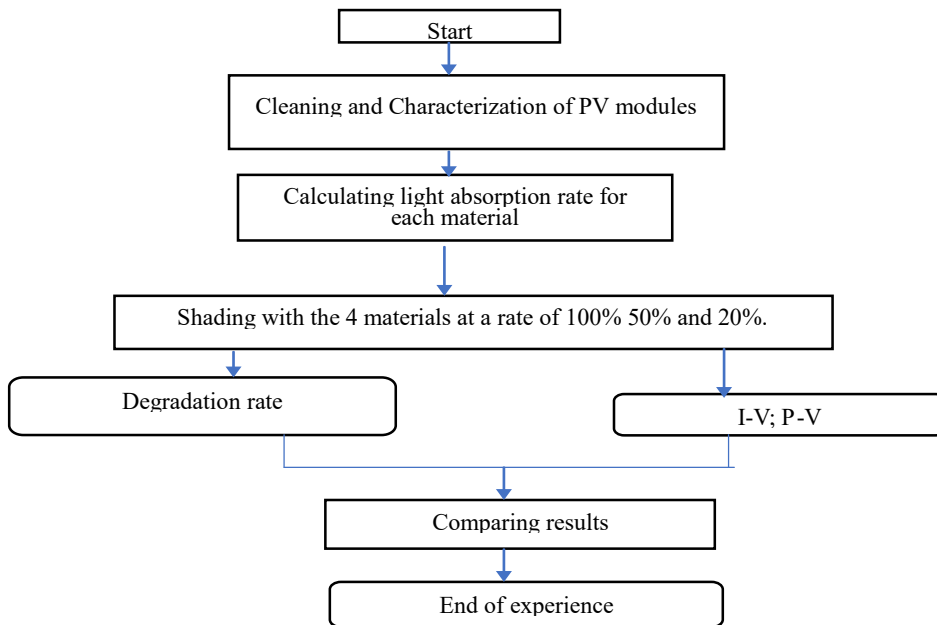 Start
Cleaning and Characterization of PV modules
Calculating light absorption rate for
each material
Shading with the 4 materials at a rate of 100% 50% and 20%.
Degradation rate
I-V; P-V
Comparing results
End of experience